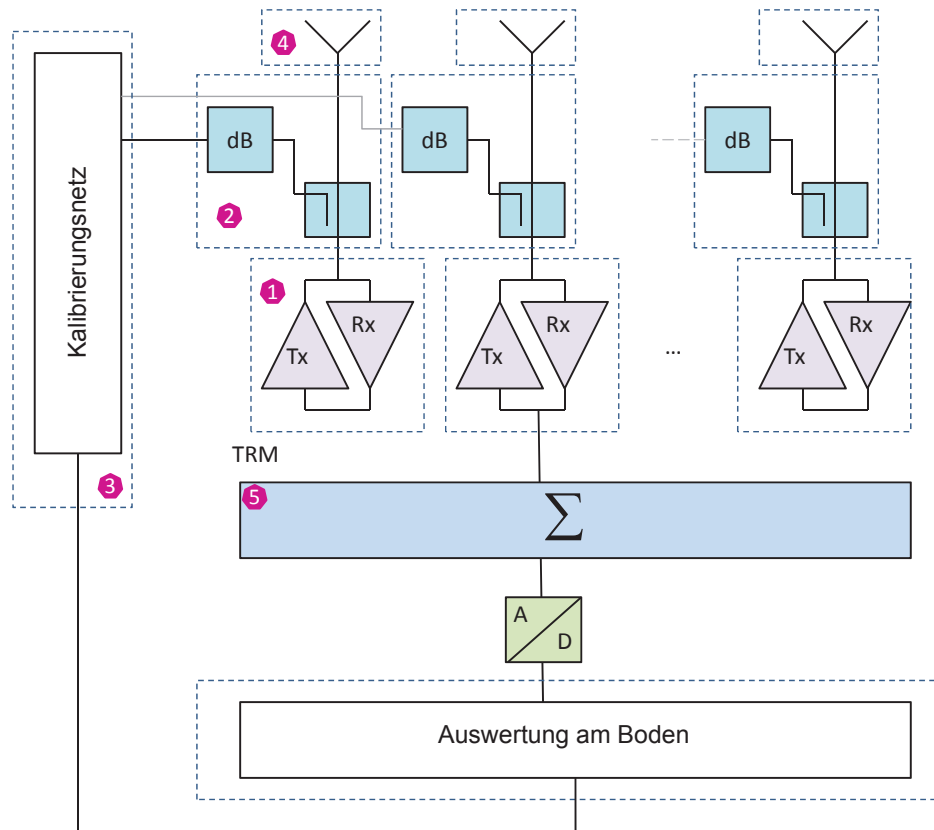 4
dB
dB
dB
2
Kalibrierungsnetz
1
Tx
Rx
Tx
Rx
...
Tx
Rx
TRM
3
5
Σ
A
D
Auswertung am Boden